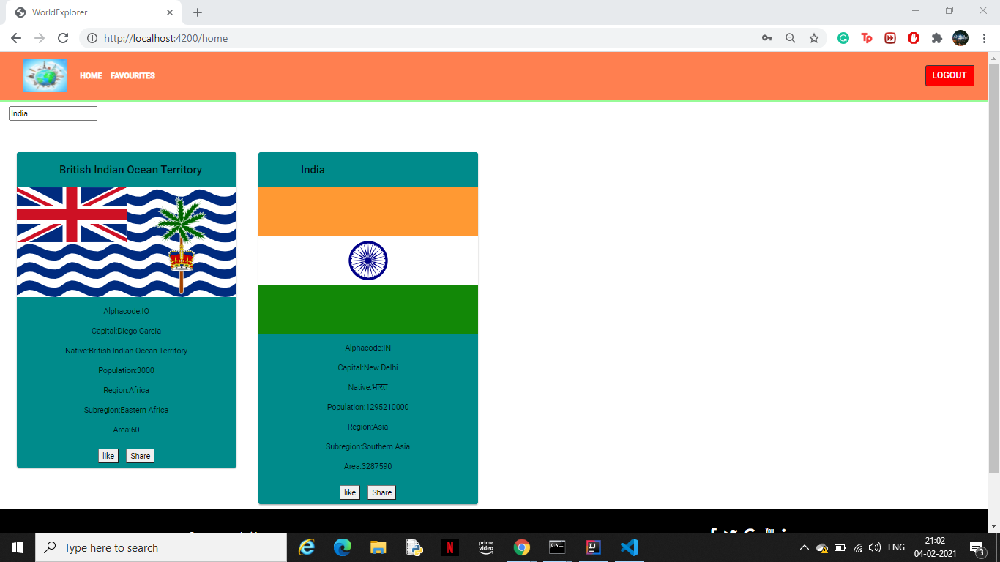 WorldExplorer
http://localhost:4200/home
HOME FAVOURITES
LOGOUT
India
British Indian Ocean Territory
Alphacode:IO
Capital:Diego Garcia
Native:British Indian Ocean Territory
Population:3000
Region:Africa
Subregion:Eastern Africa
Area:60
like Share
India
Alphacode:IN
Capital:New Delhi
Native:भारत
Population:1295210000
Region:Asia
Subregion:Southern Asia
Area:3287590
like Share
Type here to search
prime
video
ENG
21:02
04-02-2021
3